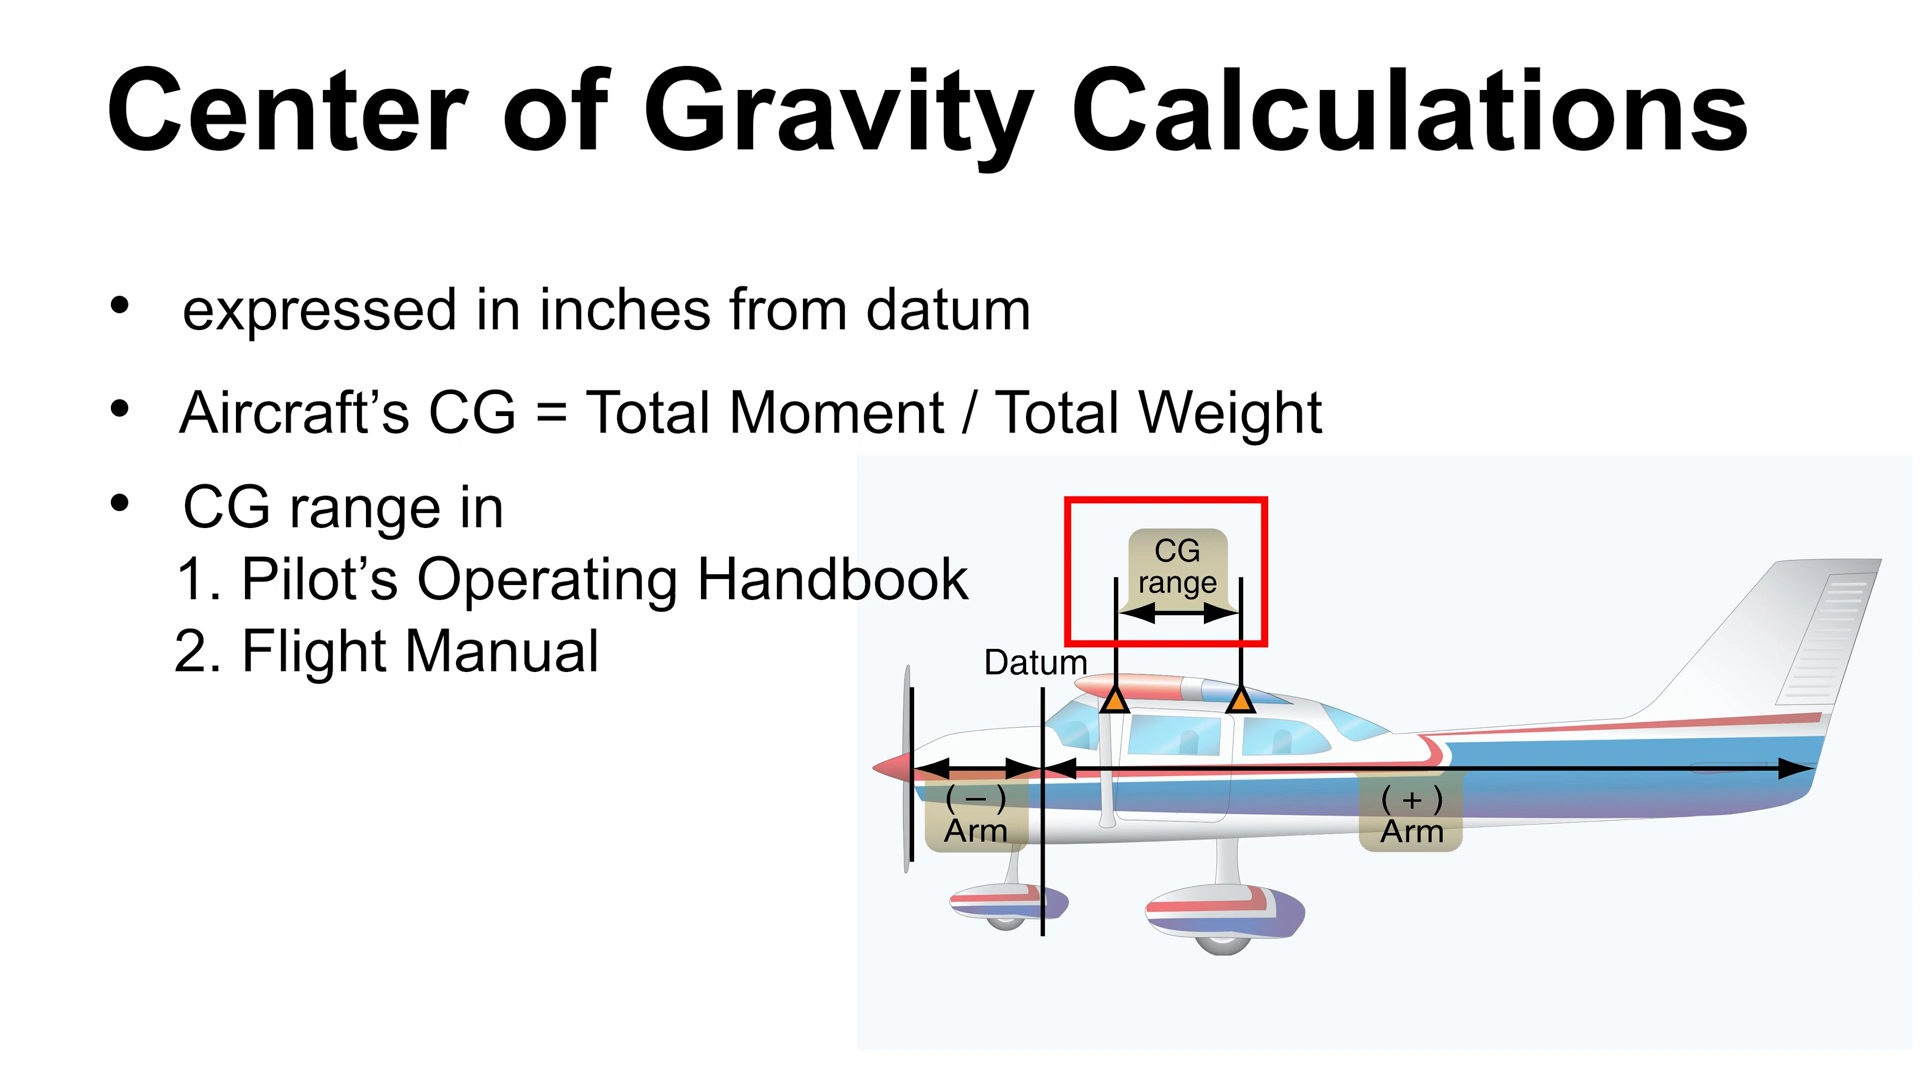 Center of Gravity Calculations
• expressed in inches from datum
• Aircraft’s CG = Total Moment / Total Weight
• CG range in
1. Pilot’s Operating Handbook
2. Flight Manual
CG
range
Datum
( – )
Arm
( + )
Arm